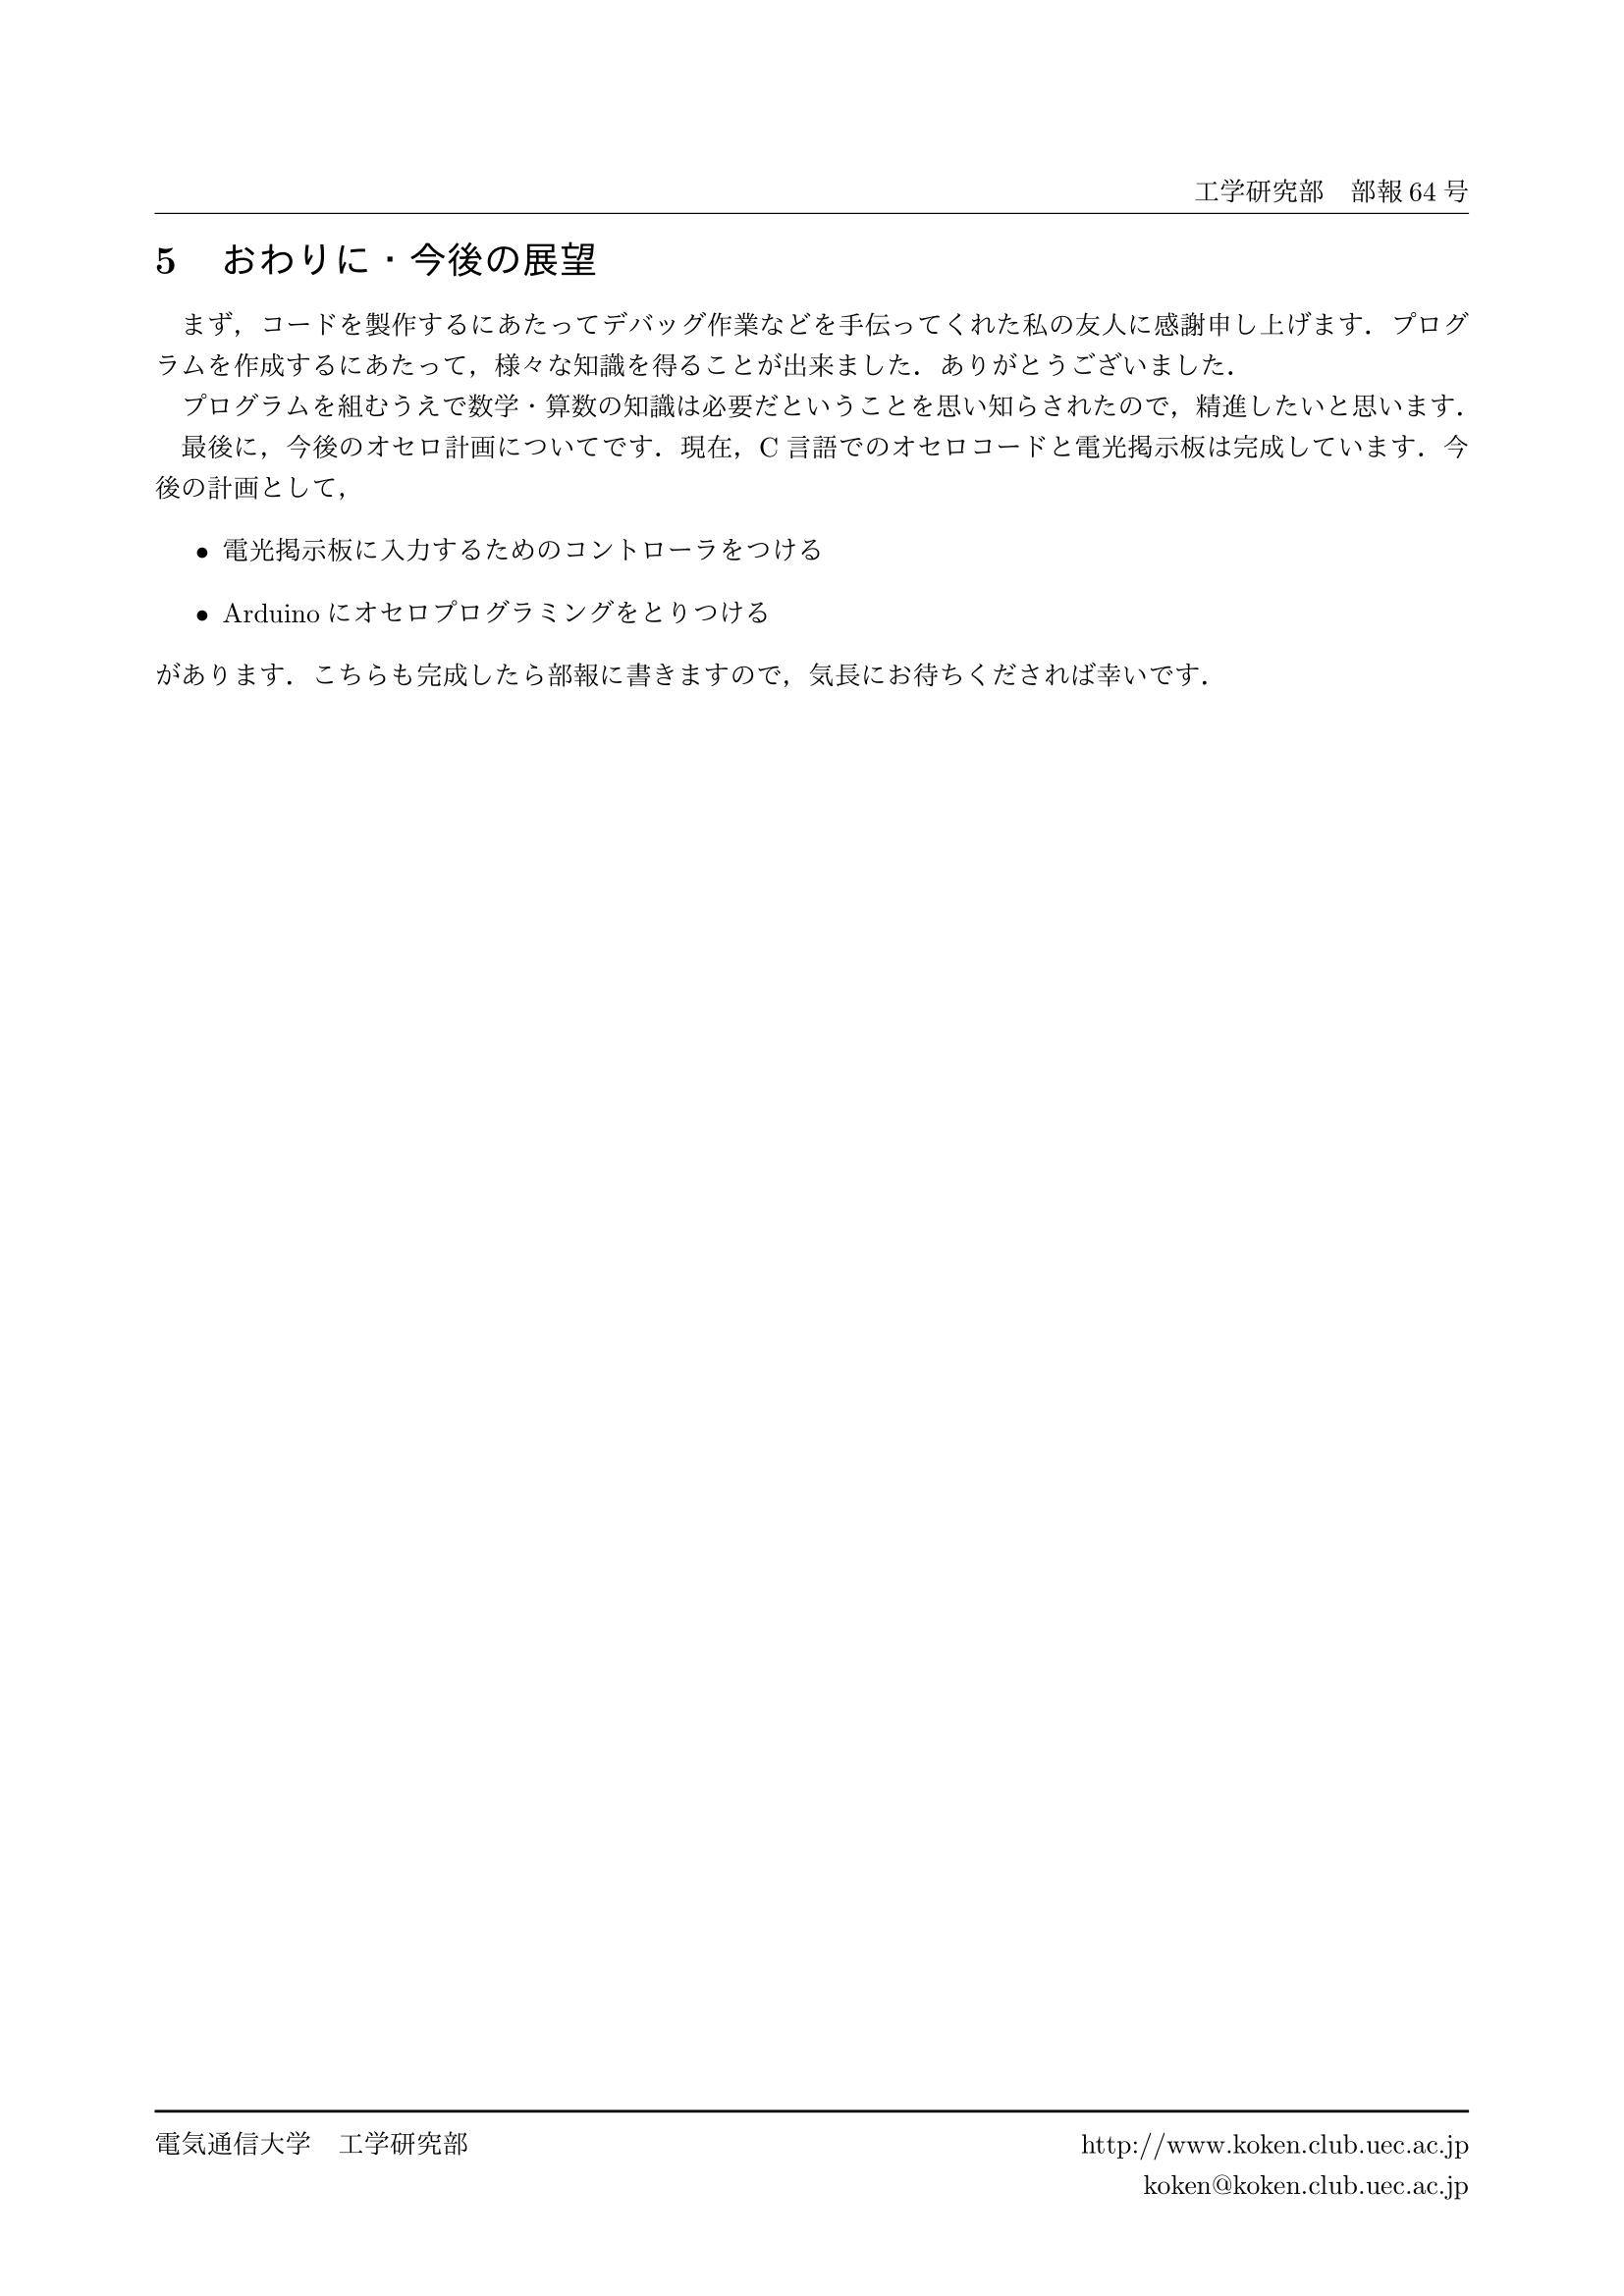 工学研究部　部報 64 号
5　おわりに・今後の展望
まず，コードを製作するにあたってデバッグ作業などを手伝ってくれた私の友人に感謝申し上げます．プログ
ラムを作成するにあたって，様々な知識を得ることが出来ました．ありがとうございました．
プログラムを組むうえで数学・算数の知識は必要だということを思い知らされたので，精進したいと思います．
最後に，今後のオセロ計画についてです．現在，C 言語でのオセロコードと電光掲示板は完成しています．今
後の計画として，
• 電光掲示板に入力するためのコントローラをつける
• Arduino にオセロプログラミングをとりつける
があります．こちらも完成したら部報に書きますので，気長にお待ちくだされば幸いです．
電気通信大学　工学研究部
http://www.koken.club.uec.ac.jp
koken@koken.club.uec.ac.jp